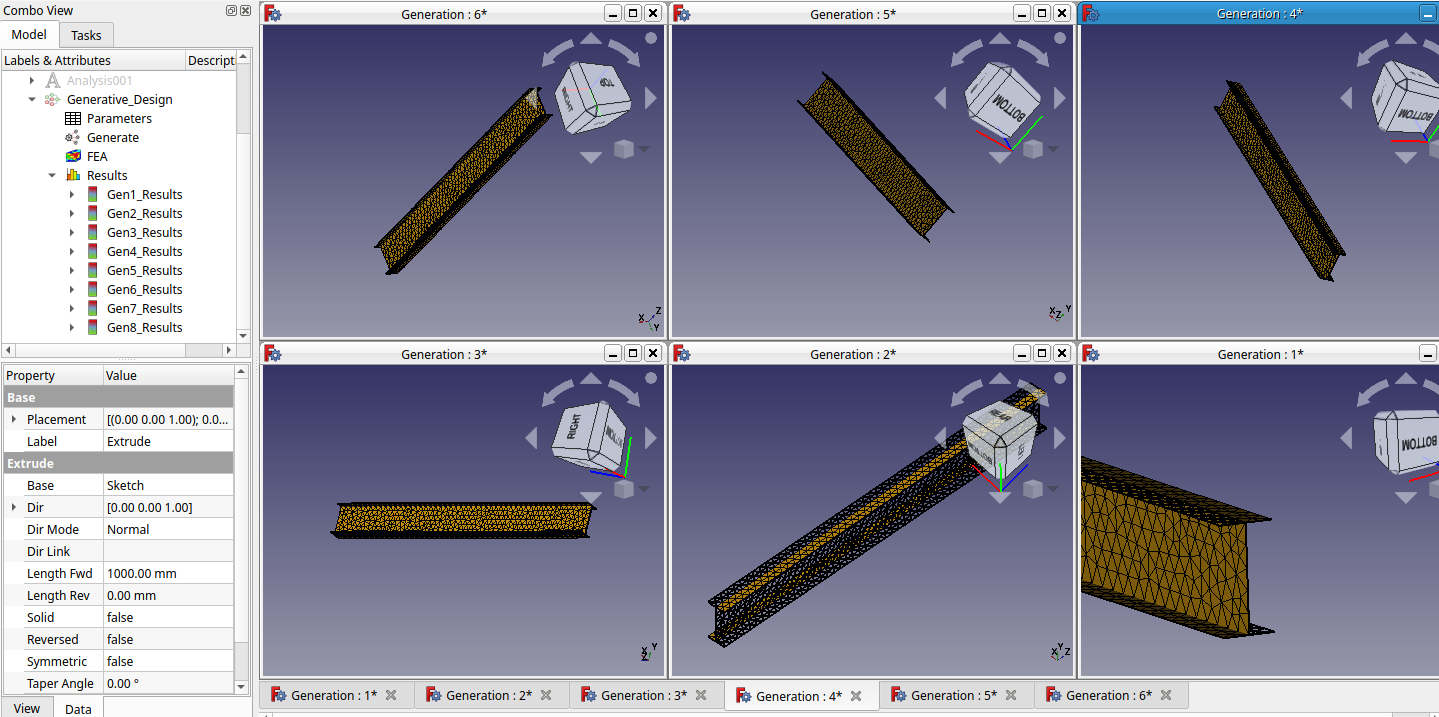 Combo View
Model Tasks
Labels & Attributes Descript
Analysis001
Generative_Design
Parameters
Generate
FEA
Results
Gen1_Results
Gen2_Results
Gen3_Results
Gen4_Results
Gen5_Results
Gen6_Results
Gen7_Results
Gen8_Results
Property Value
Base
Placement [(0.00 0.00 1.00); 0.0...
Label Extrude
Extrude
Base Sketch
Dir [0.00 0.00 1.00]
Dir Mode Normal
Dir Link
Length Fwd 1000.00 mm
Length Rev 0.00 mm
Solid false
Reversed false
Symmetric false
Taper Angle 0.00 °
View Data
Generation : 6*
TOP
RIGHT
X Z Y
Generation : 5*
BOTTOM
X Z Y
Generation : 4*
BOTTOM
Generation : 3*
RIGHT
BOTTOM
X Y Z
Generation : 2*
BOTTOM
X Y Z
Generation : 1*
BOTTOM
Generation : 1* Generation : 2* Generation : 3* Generation : 4* Generation : 5* Generation : 6*